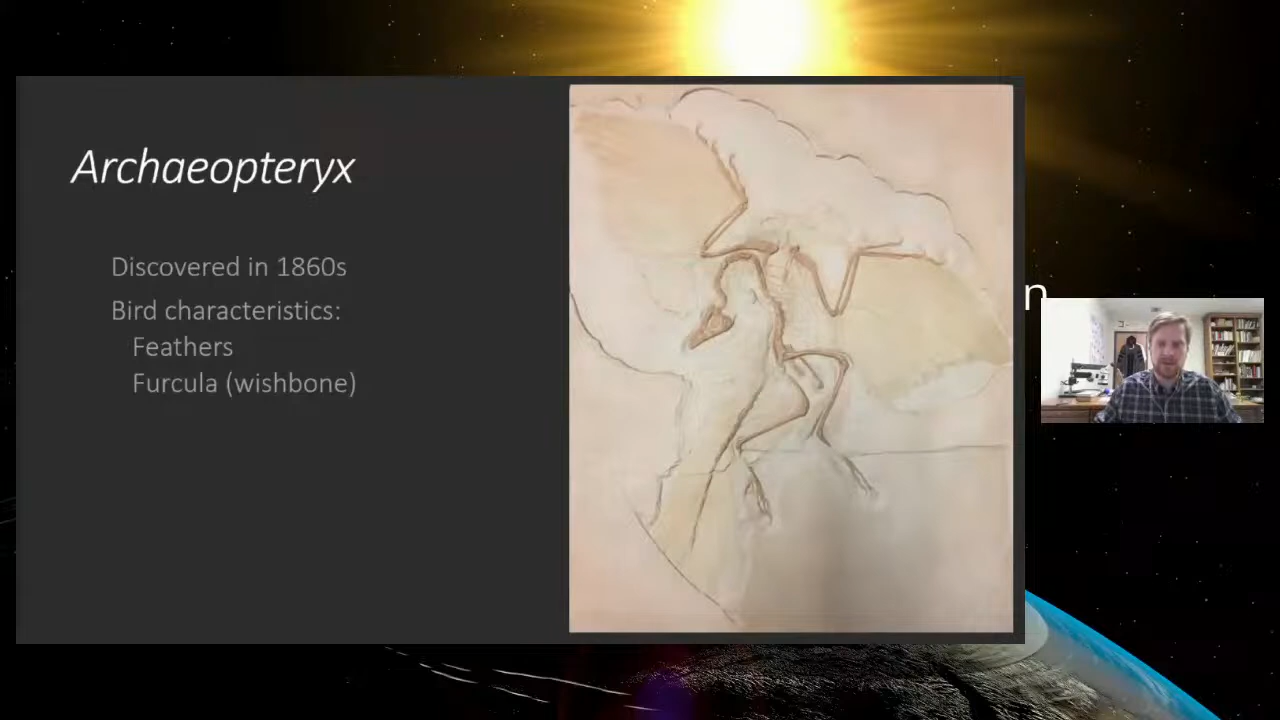 Archaeopteryx
Discovered in 1860s
Bird characteristics:
Feathers
Furcula (wishbone)
n